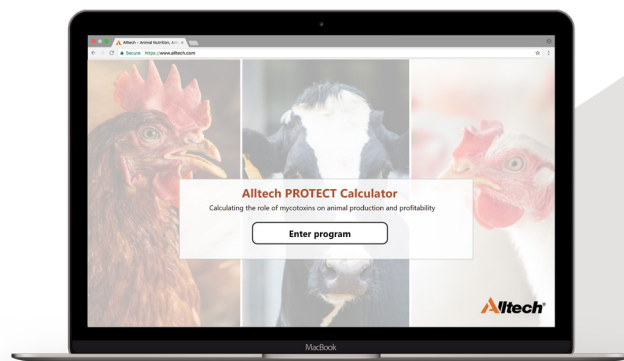 Alltech - Animal Nutrition, 
Secure https://www.alltech.com
Alltech PROTECT Calculator
Calculating the role of mycotoxins on animal production and profitability
Enter program
Alltech®
MacBook